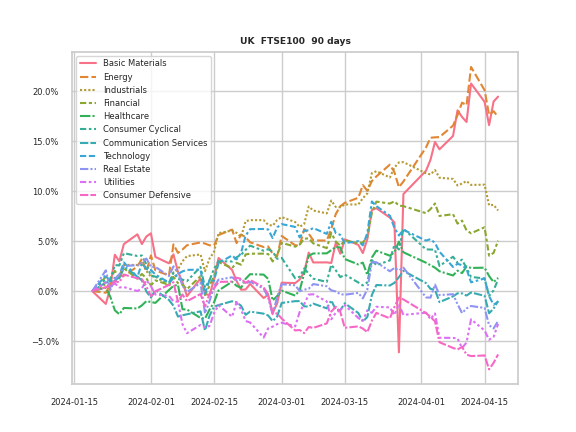 UK FTSE100 90 days
Basic Materials
Energy
Industrials
Financial
Healthcare
Consumer Cyclical
Communication Services
Technology
Real Estate
Utilities
Consumer Defensive
20.0%
15.0%
10.0%
5.0%
0.0%
−5.0%
2024-01-15
2024-02-01
2024-02-15
2024-03-01
2024-03-15
2024-04-01
2024-04-15